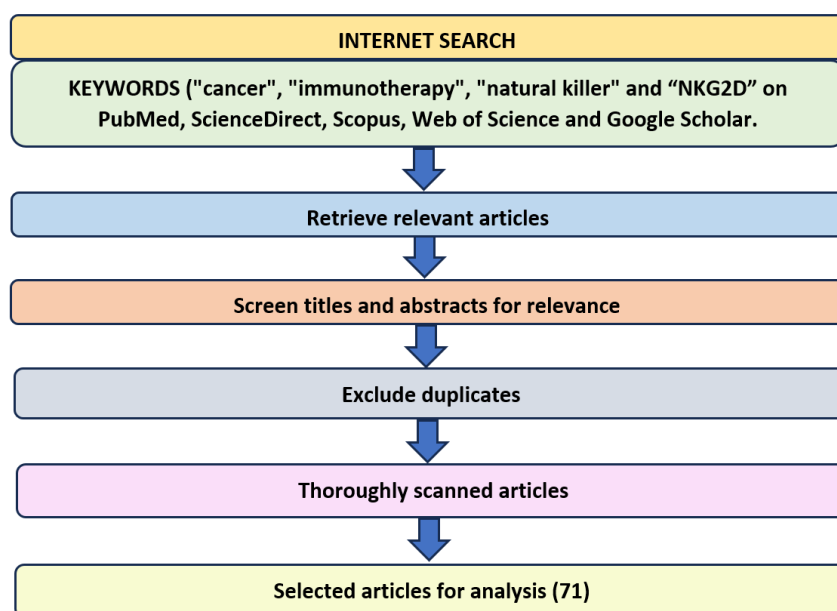 INTERNET SEARCH
KEYWORDS ("cancer", "immunotherapy", "natural killer" and “NKG2D” on
PubMed, ScienceDirect, Scopus, Web of Science and Google Scholar.
Retrieve relevant articles
Screen titles and abstracts for relevance
Exclude duplicates
Thoroughly scanned articles
Selected articles for analysis (71)